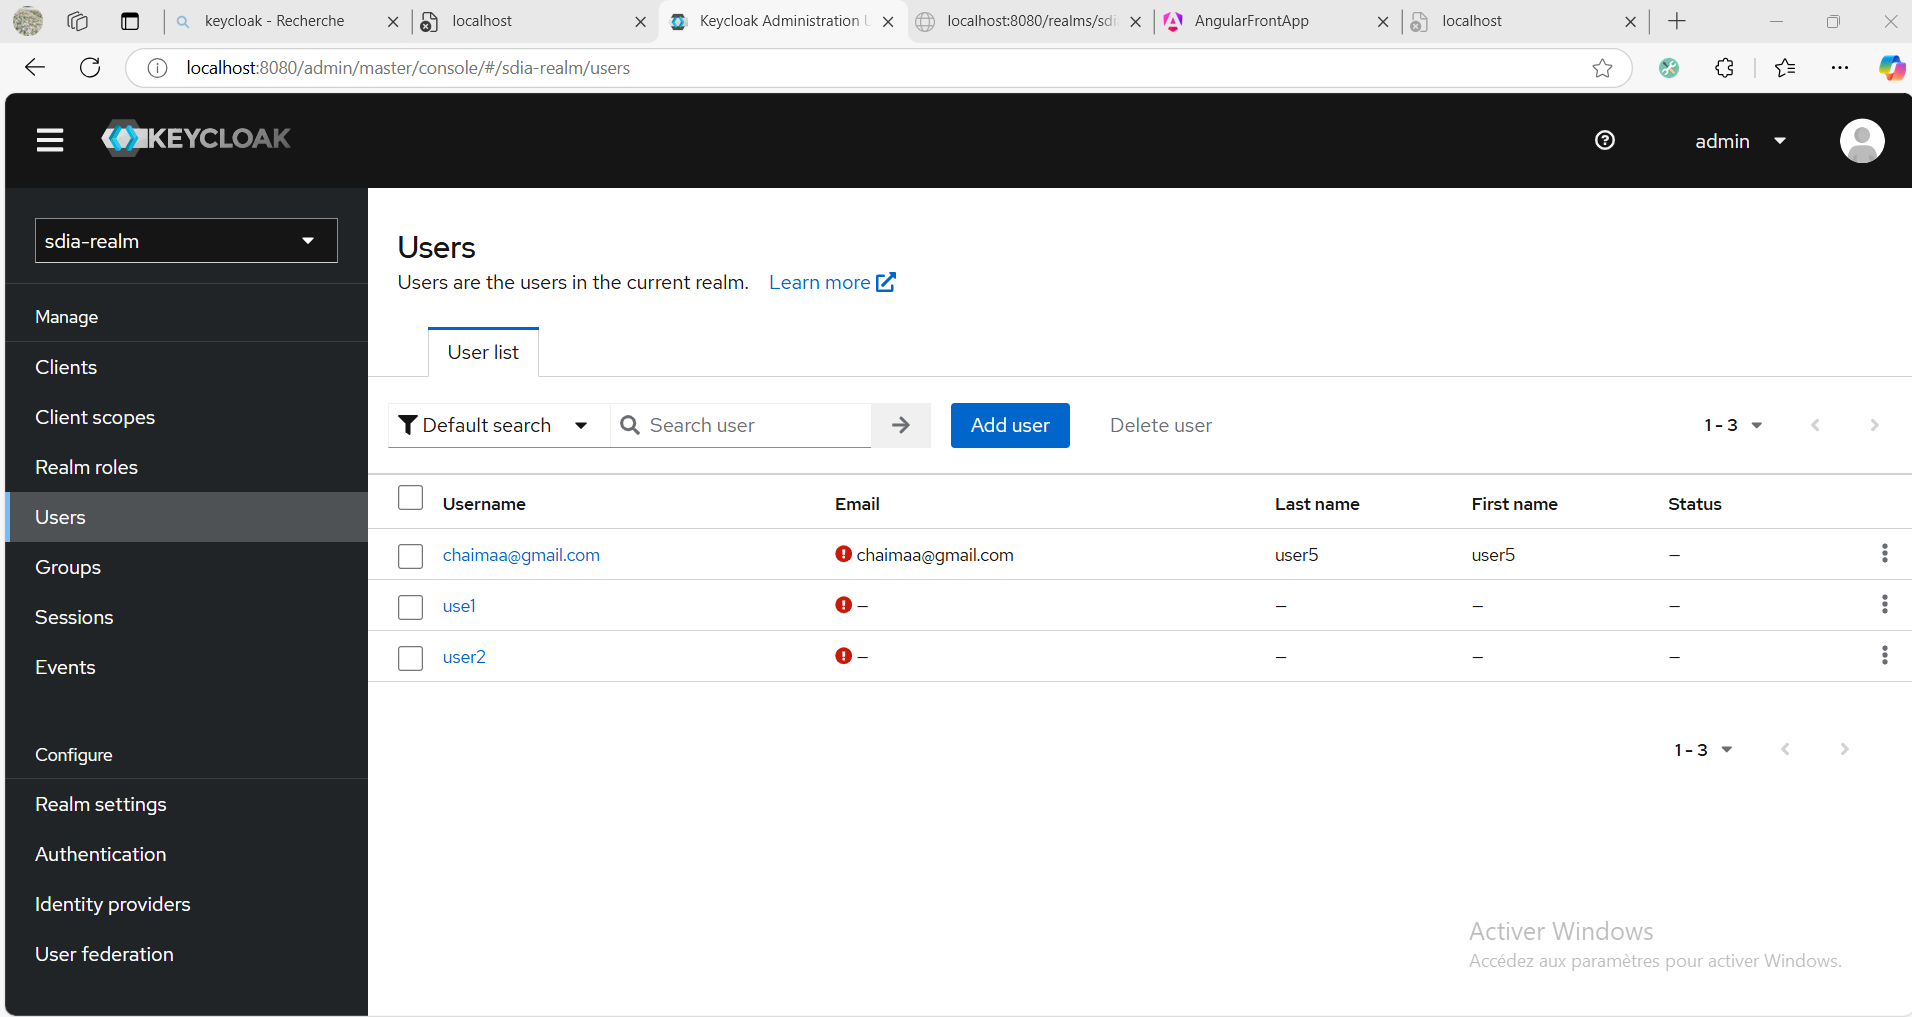 keycloak - Recherche
localhost
Keycloak Administration U
localhost:8080/realms/sdi
AngularFrontApp
localhost
localhost:8080/admin/master/console/#/sdia-realm/users
KEYCLOAK
admin
sdia-realm
Manage
Clients
Client scopes
Realm roles
Users
Groups
Sessions
Events
Configure
Realm settings
Authentication
Identity providers
User federation
Users
Users are the users in the current realm. Learn more
User list
Default search
Search user
Add user
Delete user
1 - 3
Username Email Last name First name Status
chaimaa@gmail.com chaimaa@gmail.com user5 user5 –
use1 – – – –
user2 – – – –
1 - 3
Activer Windows
Accédez aux paramètres pour activer Windows.